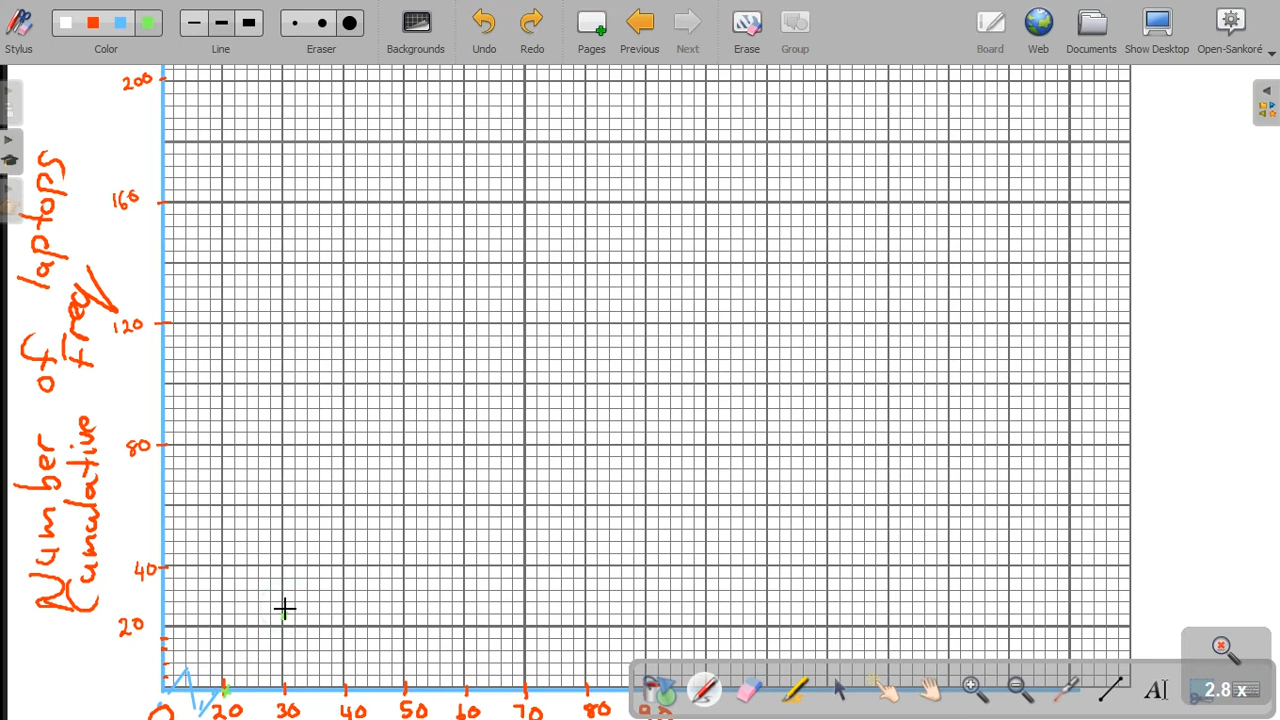 Stylus
Color
Line
Eraser
Backgrounds
Undo
Redo
Pages
Previous
Next
Erase
Group
Board
Web
Documents
Show Desktop
Open-Sankoré
200
160
120
80
40
20
Number of laptops
Cumulative Freq
0 20 30 40 50 60 70 80
2.8 x